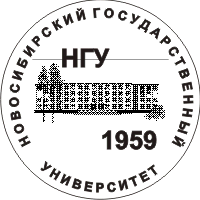 НОВОСИБИРСКИЙ ГОСУДАРСТВЕННЫЙ
НГУ
1959
УНИВЕРСИТЕТ